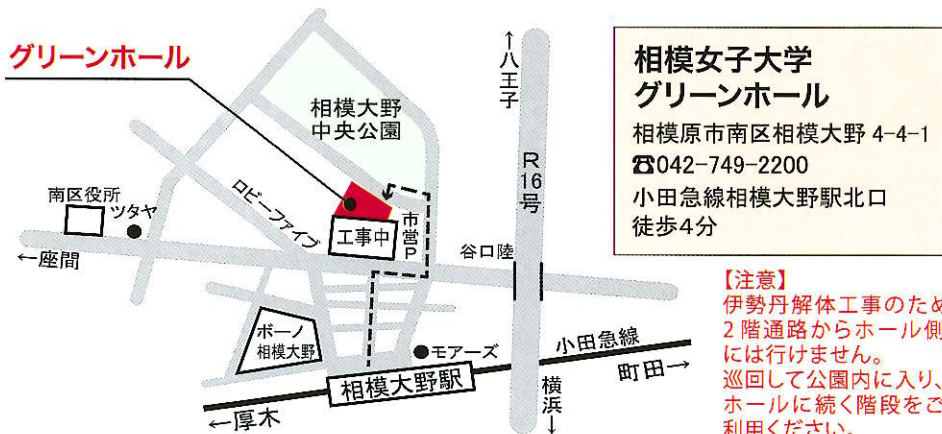 グリーンホール
相模大野
中央公園
↑八王子
R16号
南区役所
ツタヤ
ロビーファイブ
工事中
市営P
谷口陸
←座間
ボーノ
相模大野
モアーズ
小田急線
相模大野駅
町田→
←厚木
横浜↓
相模女子大学
グリーンホール
相模原市南区相模大野 4-4-1
☎042-749-2200
小田急線相模大野駅北口
徒歩4分
【注意】
伊勢丹解体工事のため
2階通路からホール側
には行けません。
巡回して公園内に入り、
ホールに続く階段をご
利用ください。